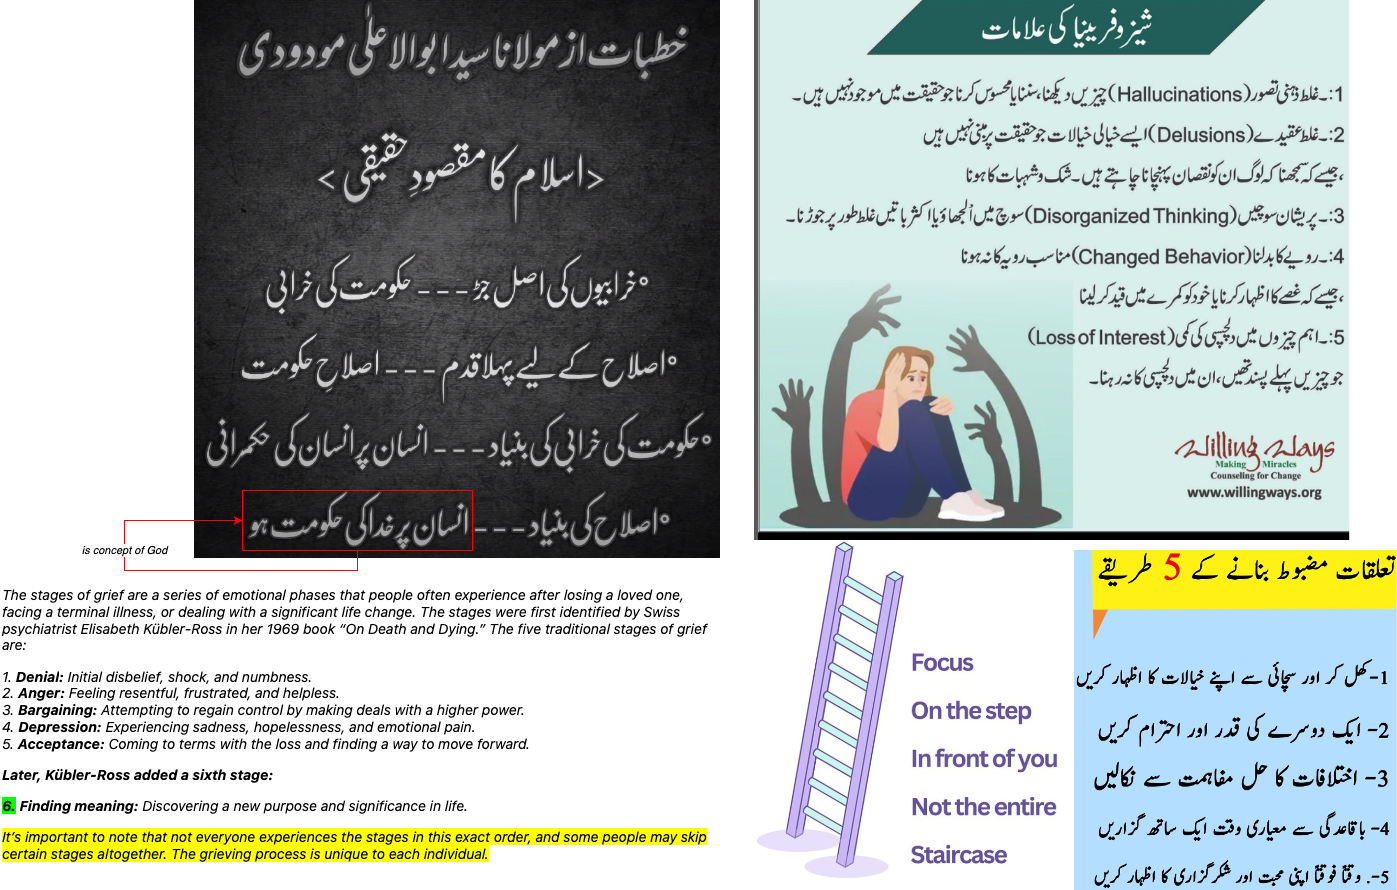 خطبات از مولانا سید ابوالاعلٰی مودودی
<اسلام کا مقصودِ حقیقی>
°خرابیوں کی اصل جڑ --- حکومت کی خرابی
°اصلاح کے لیے پہلا قدم --- اصلاحِ حکومت
°حکومت کی خرابی کی بنیاد --- انسان پر انسان کی حکمرانی
°اصلاح کی بنیاد --- انسان پر خدا کی حکومت ہو
is concept of God
The stages of grief are a series of emotional phases that people often experience after losing a loved one,
facing a terminal illness, or dealing with a significant life change. The stages were first identified by Swiss
psychiatrist Elisabeth Kübler-Ross in her 1969 book “On Death and Dying.” The five traditional stages of grief
are:
1. Denial: Initial disbelief, shock, and numbness.
2. Anger: Feeling resentful, frustrated, and helpless.
3. Bargaining: Attempting to regain control by making deals with a higher power.
4. Depression: Experiencing sadness, hopelessness, and emotional pain.
5. Acceptance: Coming to terms with the loss and finding a way to move forward.
Later, Kübler-Ross added a sixth stage:
6. Finding meaning: Discovering a new purpose and significance in life.
It’s important to note that not everyone experiences the stages in this exact order, and some people may skip
certain stages altogether. The grieving process is unique to each individual.
شیزوفرینیا کی علامات
1:۔غلط ذہنی تصور (Hallucinations) چیزیں دیکھنا، سننا یا محسوس کرنا جو حقیقت میں موجود نہیں ہیں۔
2:۔غلط عقیدے (Delusions) ایسے خیالی خیالات جو حقیقت پر مبنی نہیں ہیں
،جیسے کہ سمجھنا کہ لوگ ان کو نقصان پہنچانا چاہتے ہیں۔شک و شبہات کا ہونا
3:۔پریشان سوچیں (Disorganized Thinking) سوچ میں اُلجھاؤ یا اکثر باتیں غلط طور پر جوڑنا۔
4:۔رویے کا بدلنا (Changed Behavior) مناسب رویہ کا نہ ہونا
،جیسے کہ غصے کا اظہار کرنا یا خود کو کمرے میں قید کر لینا
5:۔اہم چیزوں میں دلچسپی کی کمی (Loss of Interest)
جو چیزیں پہلے پسند تھیں، ان میں دلچسپی کا نہ رہنا۔
Willing Ways
Making Miracles
Counseling for Change
www.willingways.org
Focus
On the step
In front of you
Not the entire
Staircase
تعلقات مضبوط بنانے کے 5 طریقے
1-کھل کر اور سچائی سے اپنے خیالات کا اظہار کریں
2- ایک دوسرے کی قدر اور احترام کریں
3- اختلافات کا حل مفاہمت سے نکالیں
4- باقاعدگی سے معیاری وقت ایک ساتھ گزاریں
5-. وقتاً فوقتاً اپنی محبت اور شکرگزاری کا اظہار کریں